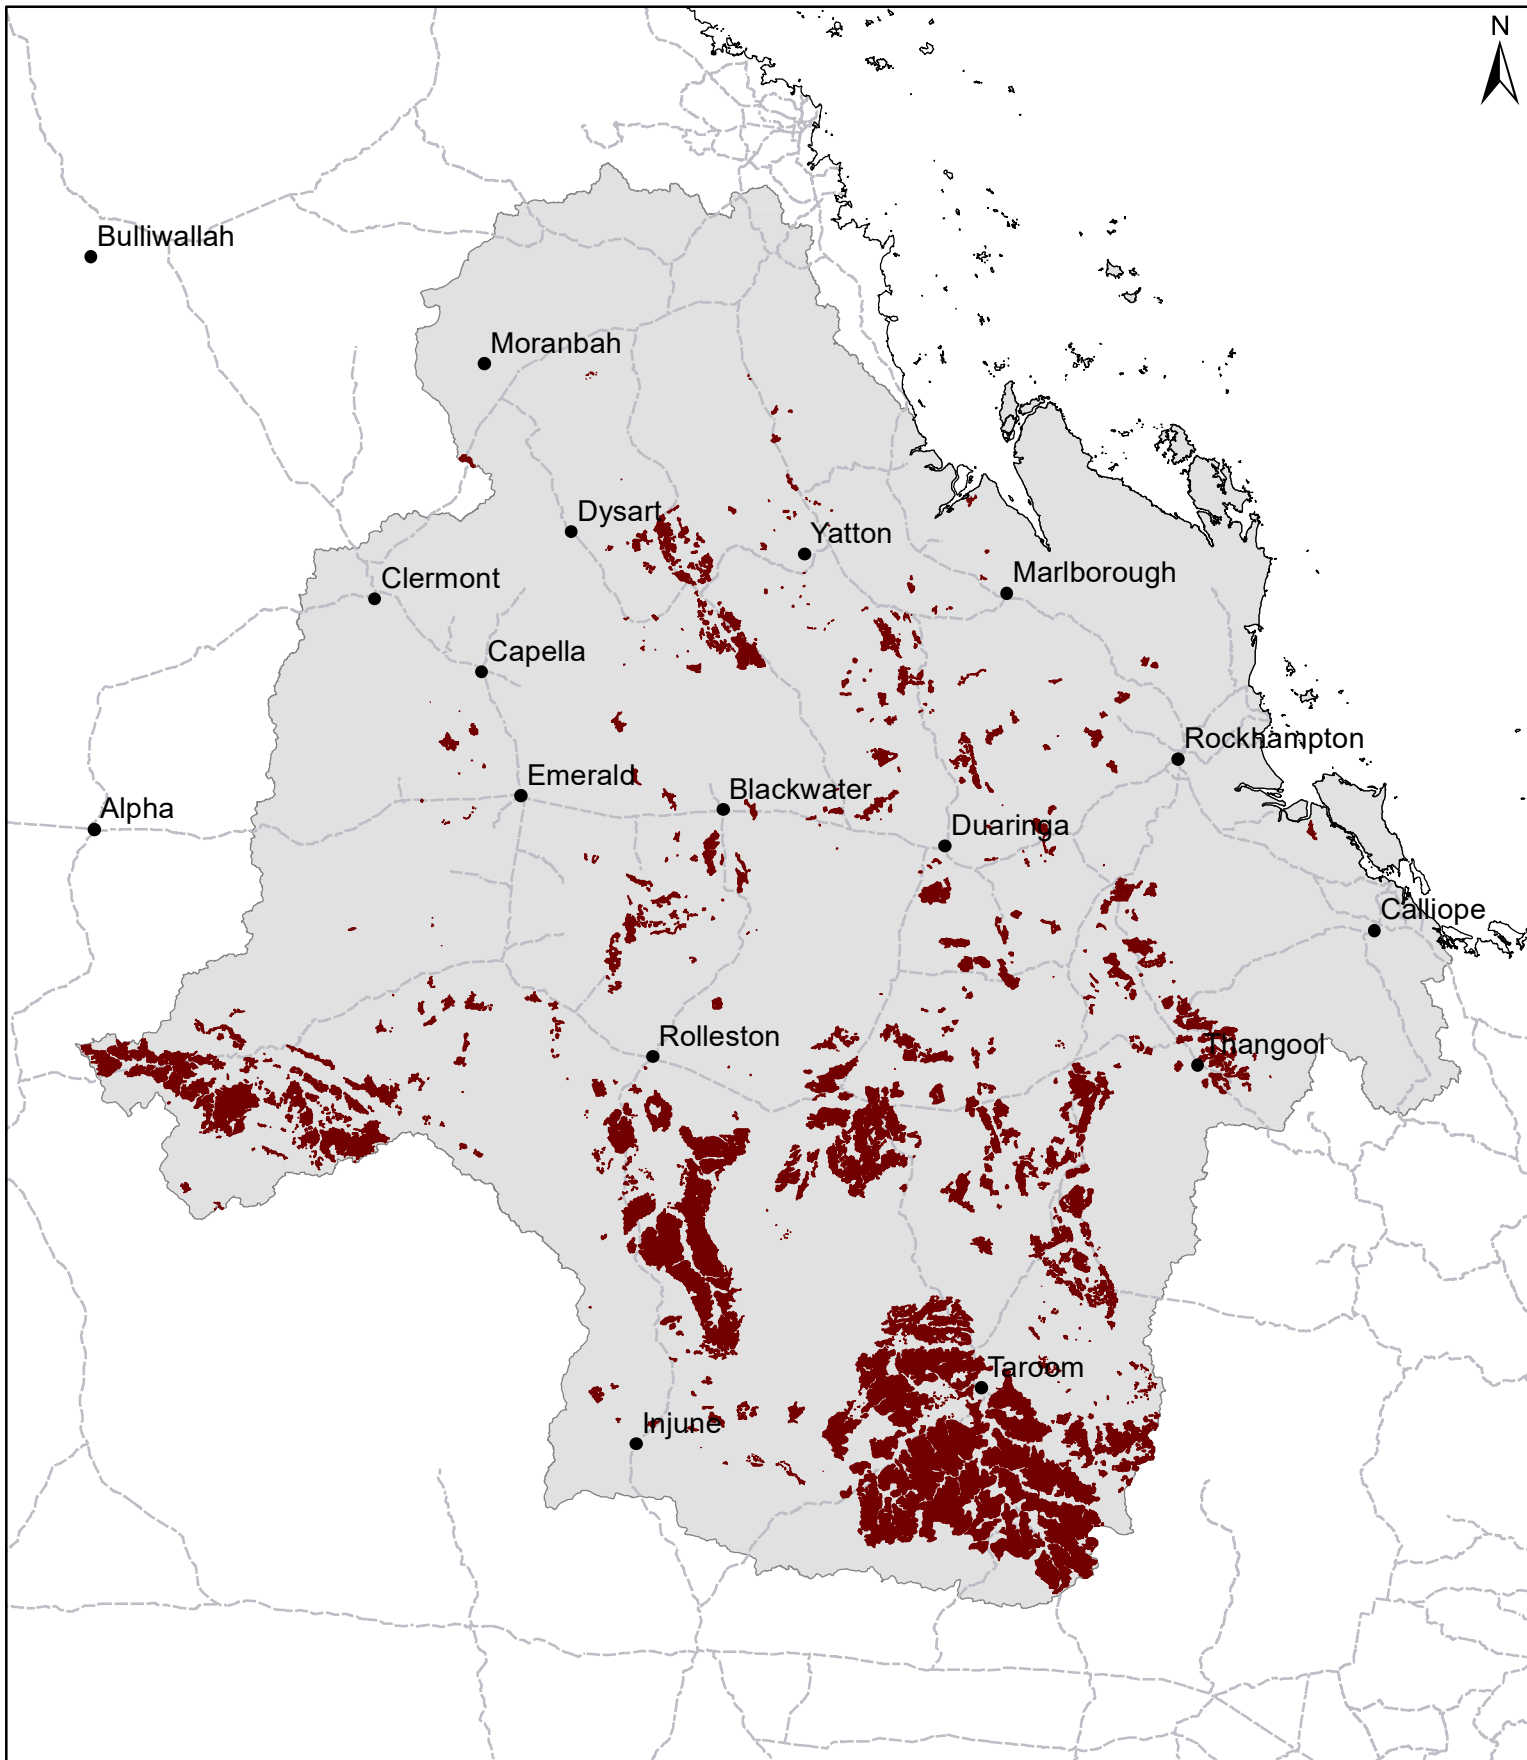 N
Bulliwallah
Moranbah
Dysart
Yatton
Clermont
Marlborough
Capella
Rockhampton
Emerald
Blackwater
Alpha
Duaringa
Calliope
Rolleston
Thangool
Taroom
Injune